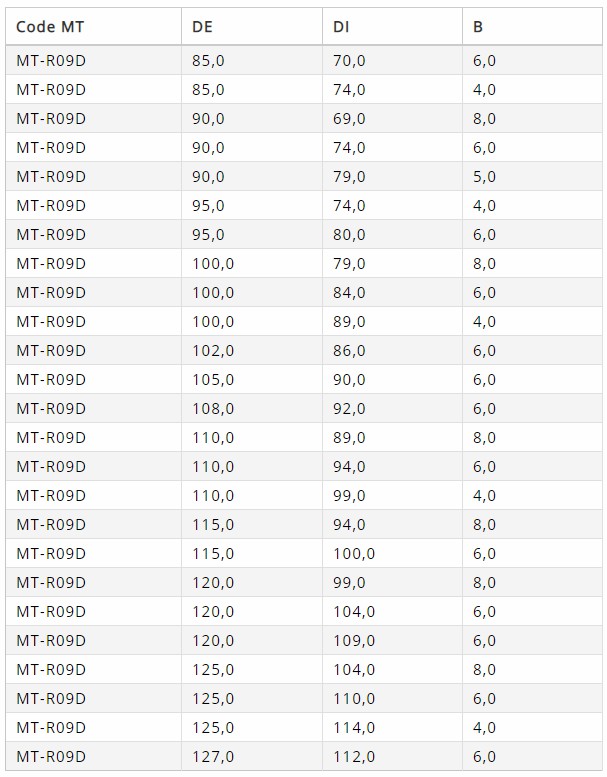 Code MT DE DI B
MT-R09D 85,0 70,0 6,0
MT-R09D 85,0 74,0 4,0
MT-R09D 90,0 69,0 8,0
MT-R09D 90,0 74,0 6,0
MT-R09D 90,0 79,0 5,0
MT-R09D 95,0 74,0 4,0
MT-R09D 95,0 80,0 6,0
MT-R09D 100,0 79,0 8,0
MT-R09D 100,0 84,0 6,0
MT-R09D 100,0 89,0 4,0
MT-R09D 102,0 86,0 6,0
MT-R09D 105,0 90,0 6,0
MT-R09D 108,0 92,0 6,0
MT-R09D 110,0 89,0 8,0
MT-R09D 110,0 94,0 6,0
MT-R09D 110,0 99,0 4,0
MT-R09D 115,0 94,0 8,0
MT-R09D 115,0 100,0 6,0
MT-R09D 120,0 99,0 8,0
MT-R09D 120,0 104,0 6,0
MT-R09D 120,0 109,0 6,0
MT-R09D 125,0 104,0 8,0
MT-R09D 125,0 110,0 6,0
MT-R09D 125,0 114,0 4,0
MT-R09D 127,0 112,0 6,0